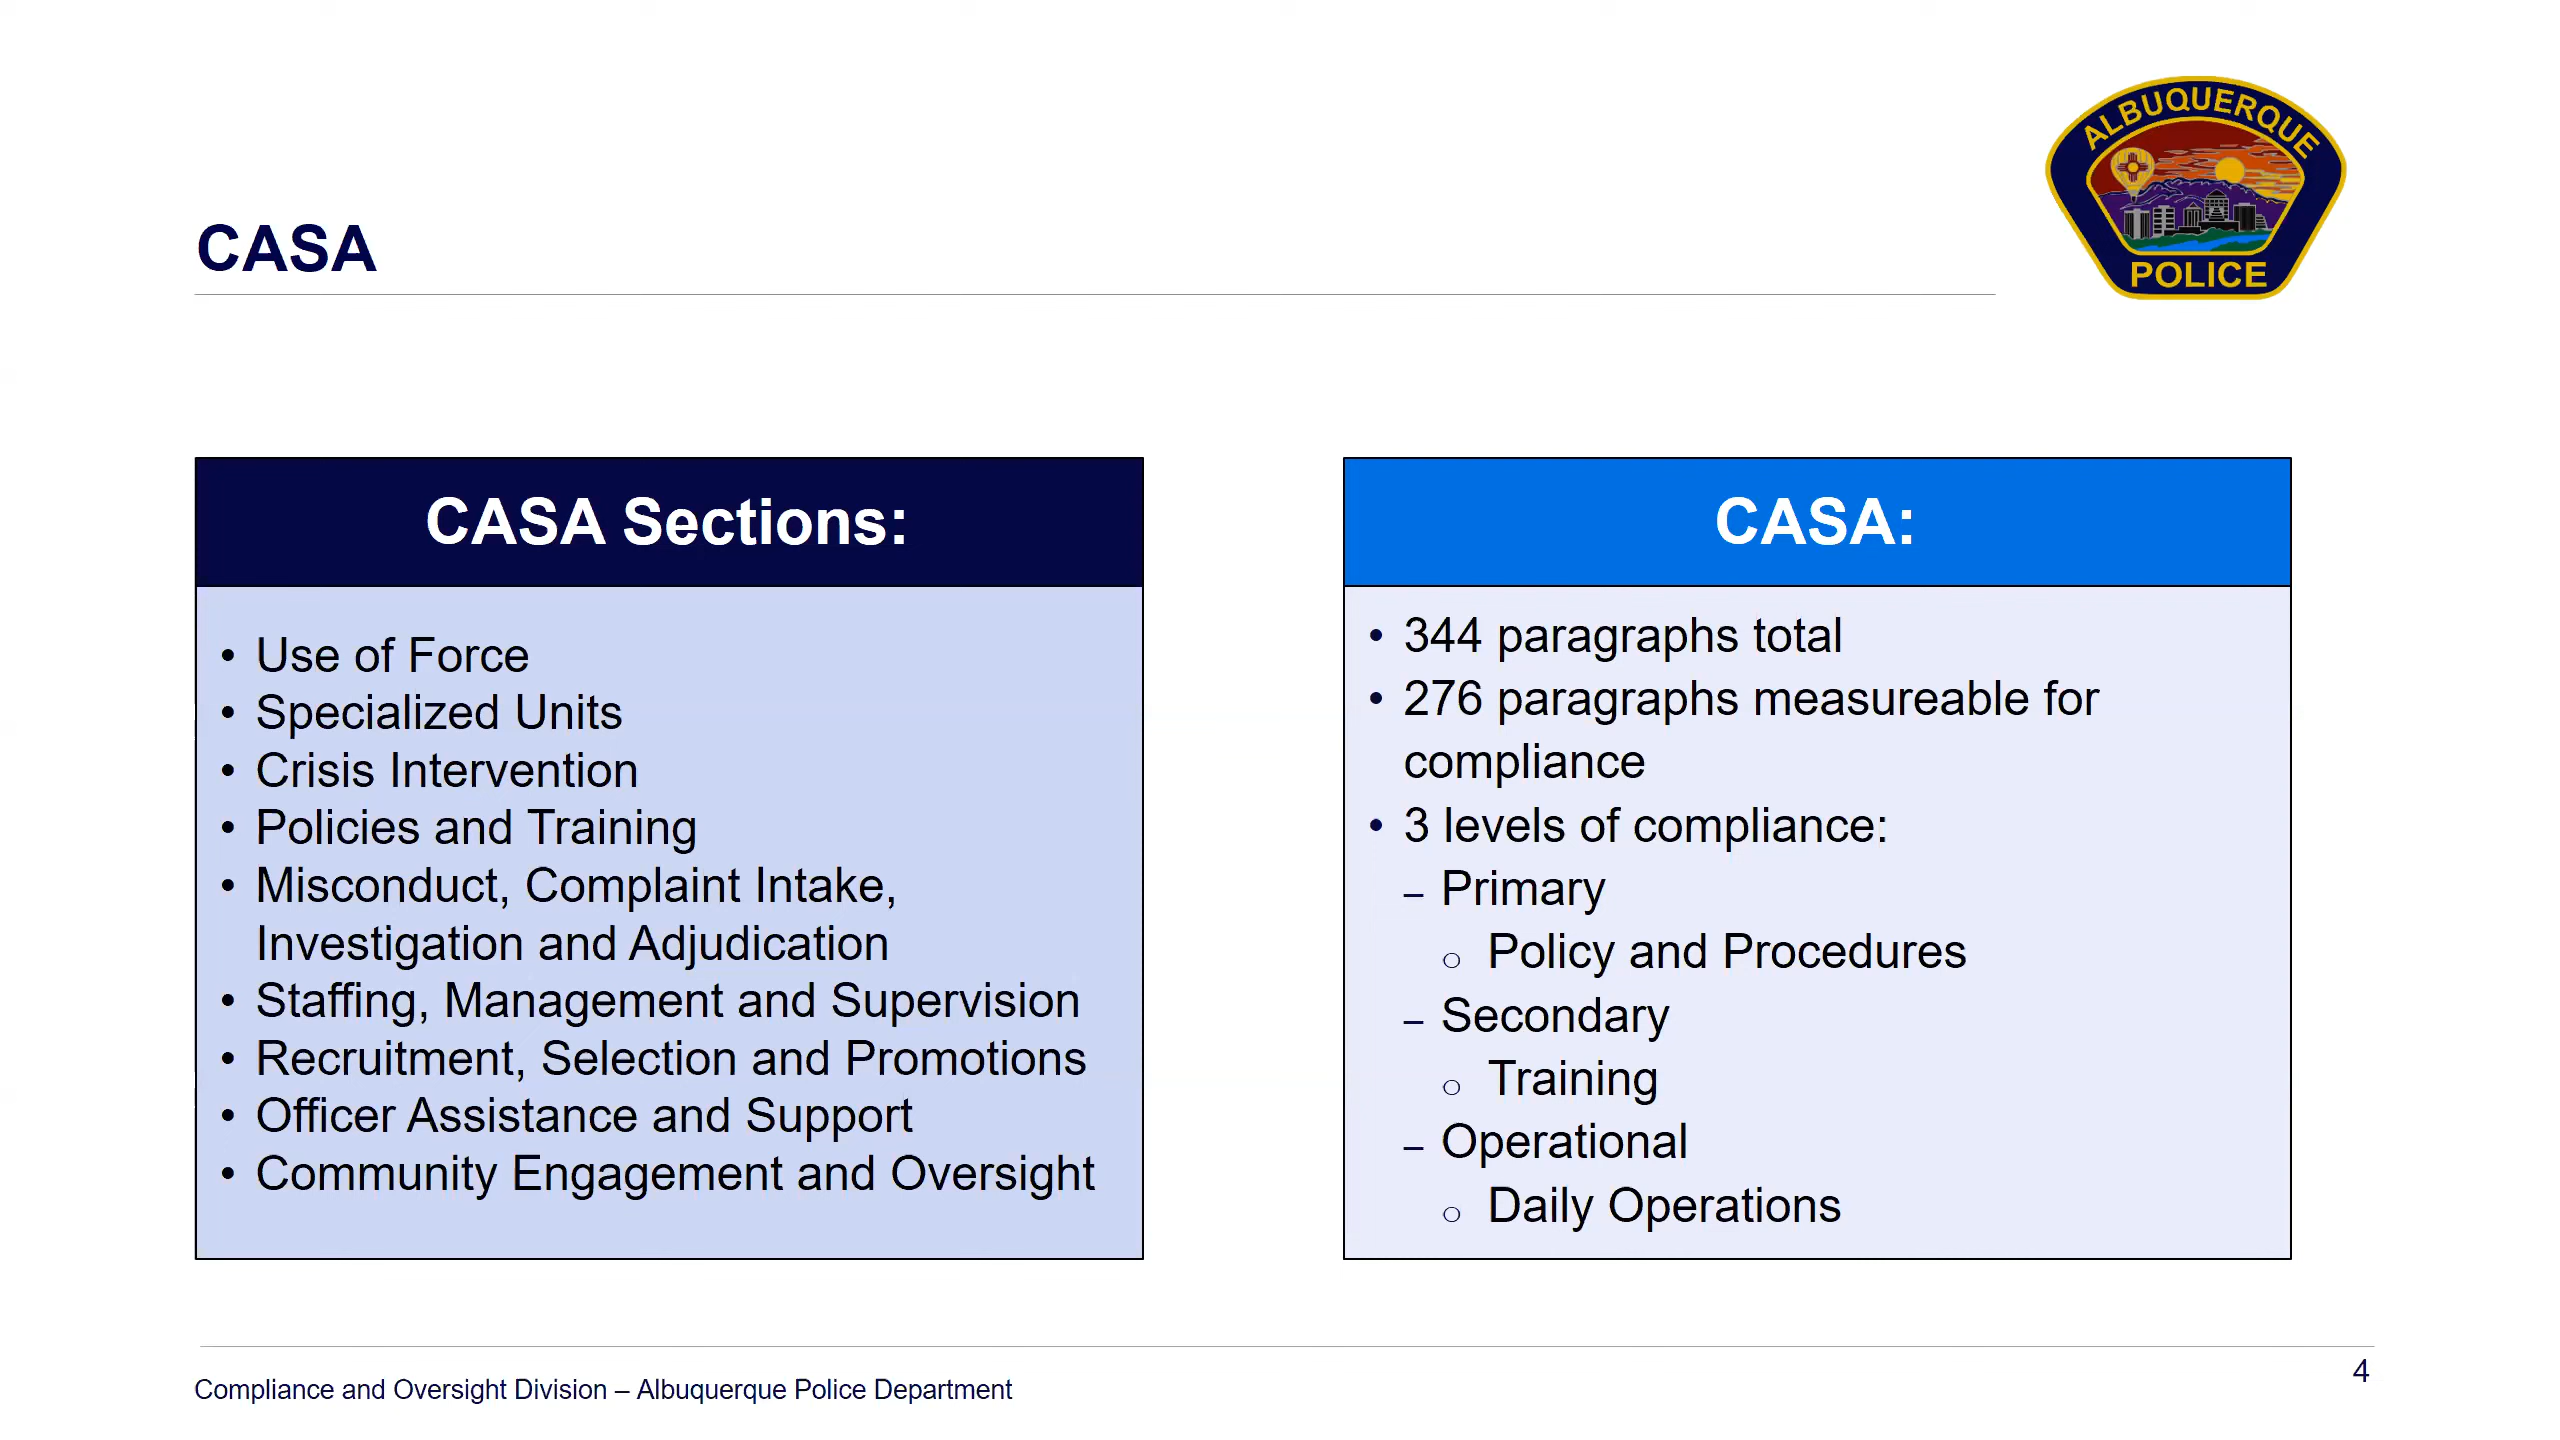 ALBUQUERQUE
POLICE
CASA
CASA Sections:
• Use of Force
• Specialized Units
• Crisis Intervention
• Policies and Training
• Misconduct, Complaint Intake,
Investigation and Adjudication
• Staffing, Management and Supervision
• Recruitment, Selection and Promotions
• Officer Assistance and Support
• Community Engagement and Oversight
CASA:
• 344 paragraphs total
• 276 paragraphs measureable for
compliance
• 3 levels of compliance:
– Primary
o Policy and Procedures
– Secondary
o Training
– Operational
o Daily Operations
Compliance and Oversight Division – Albuquerque Police Department
4